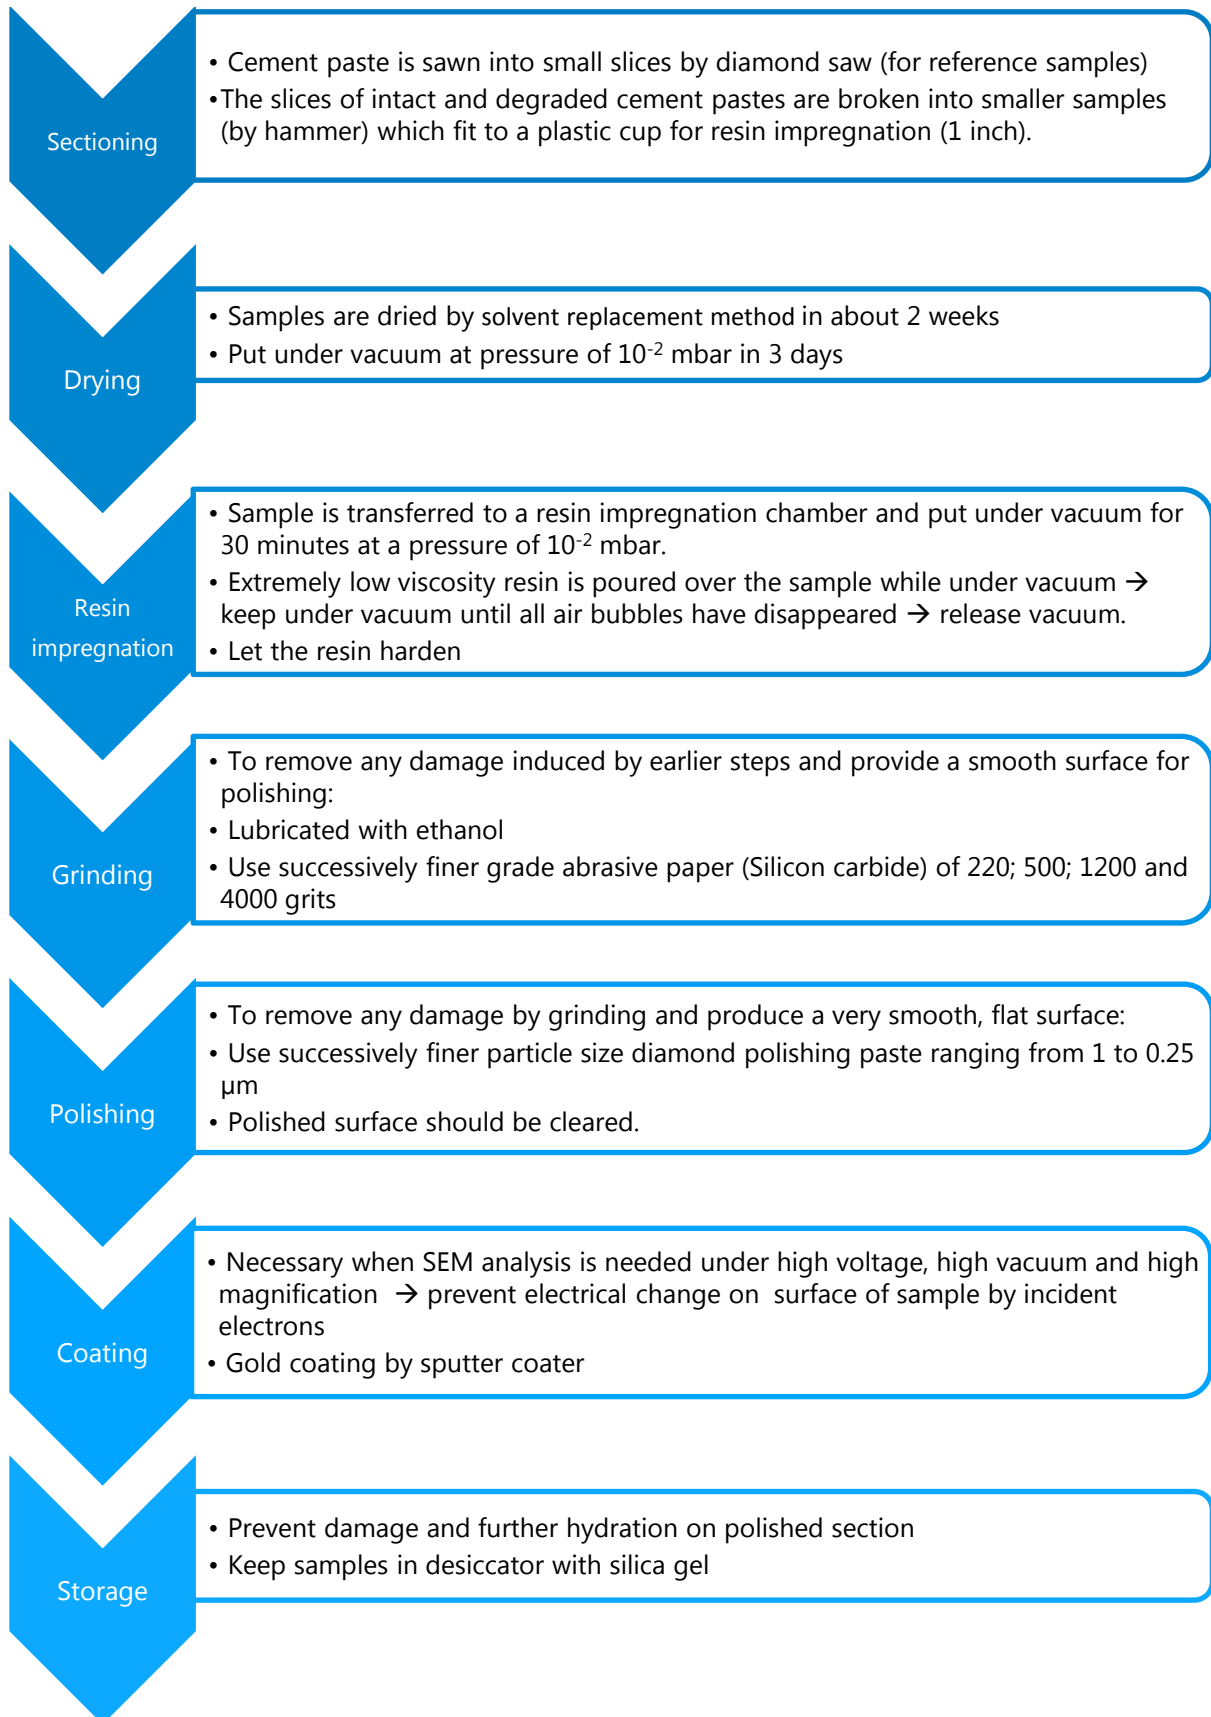 Sectioning
• Cement paste is sawn into small slices by diamond saw (for reference samples)
•The slices of intact and degraded cement pastes are broken into smaller samples
(by hammer) which fit to a plastic cup for resin impregnation (1 inch).
Drying
• Samples are dried by solvent replacement method in about 2 weeks
• Put under vacuum at pressure of 10⁻² mbar in 3 days
Resin
impregnation
• Sample is transferred to a resin impregnation chamber and put under vacuum for
30 minutes at a pressure of 10⁻² mbar.
• Extremely low viscosity resin is poured over the sample while under vacuum →
keep under vacuum until all air bubbles have disappeared → release vacuum.
• Let the resin harden
Grinding
• To remove any damage induced by earlier steps and provide a smooth surface for
polishing:
• Lubricated with ethanol
• Use successively finer grade abrasive paper (Silicon carbide) of 220; 500; 1200 and
4000 grits
Polishing
• To remove any damage by grinding and produce a very smooth, flat surface:
• Use successively finer particle size diamond polishing paste ranging from 1 to 0.25
µm
• Polished surface should be cleared.
Coating
• Necessary when SEM analysis is needed under high voltage, high vacuum and high
magnification → prevent electrical change on surface of sample by incident
electrons
• Gold coating by sputter coater
Storage
• Prevent damage and further hydration on polished section
• Keep samples in desiccator with silica gel